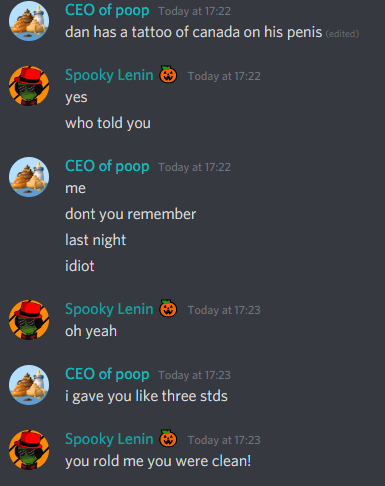 CEO of poop Today at 17:22
dan has a tattoo of canada on his penis (edited)
Spooky Lenin 🎃 Today at 17:22
yes
who told you
CEO of poop Today at 17:22
me
dont you remember
last night
idiot
Spooky Lenin 🎃 Today at 17:23
oh yeah
CEO of poop Today at 17:23
i gave you like three stds
Spooky Lenin 🎃 Today at 17:23
you rold me you were clean!